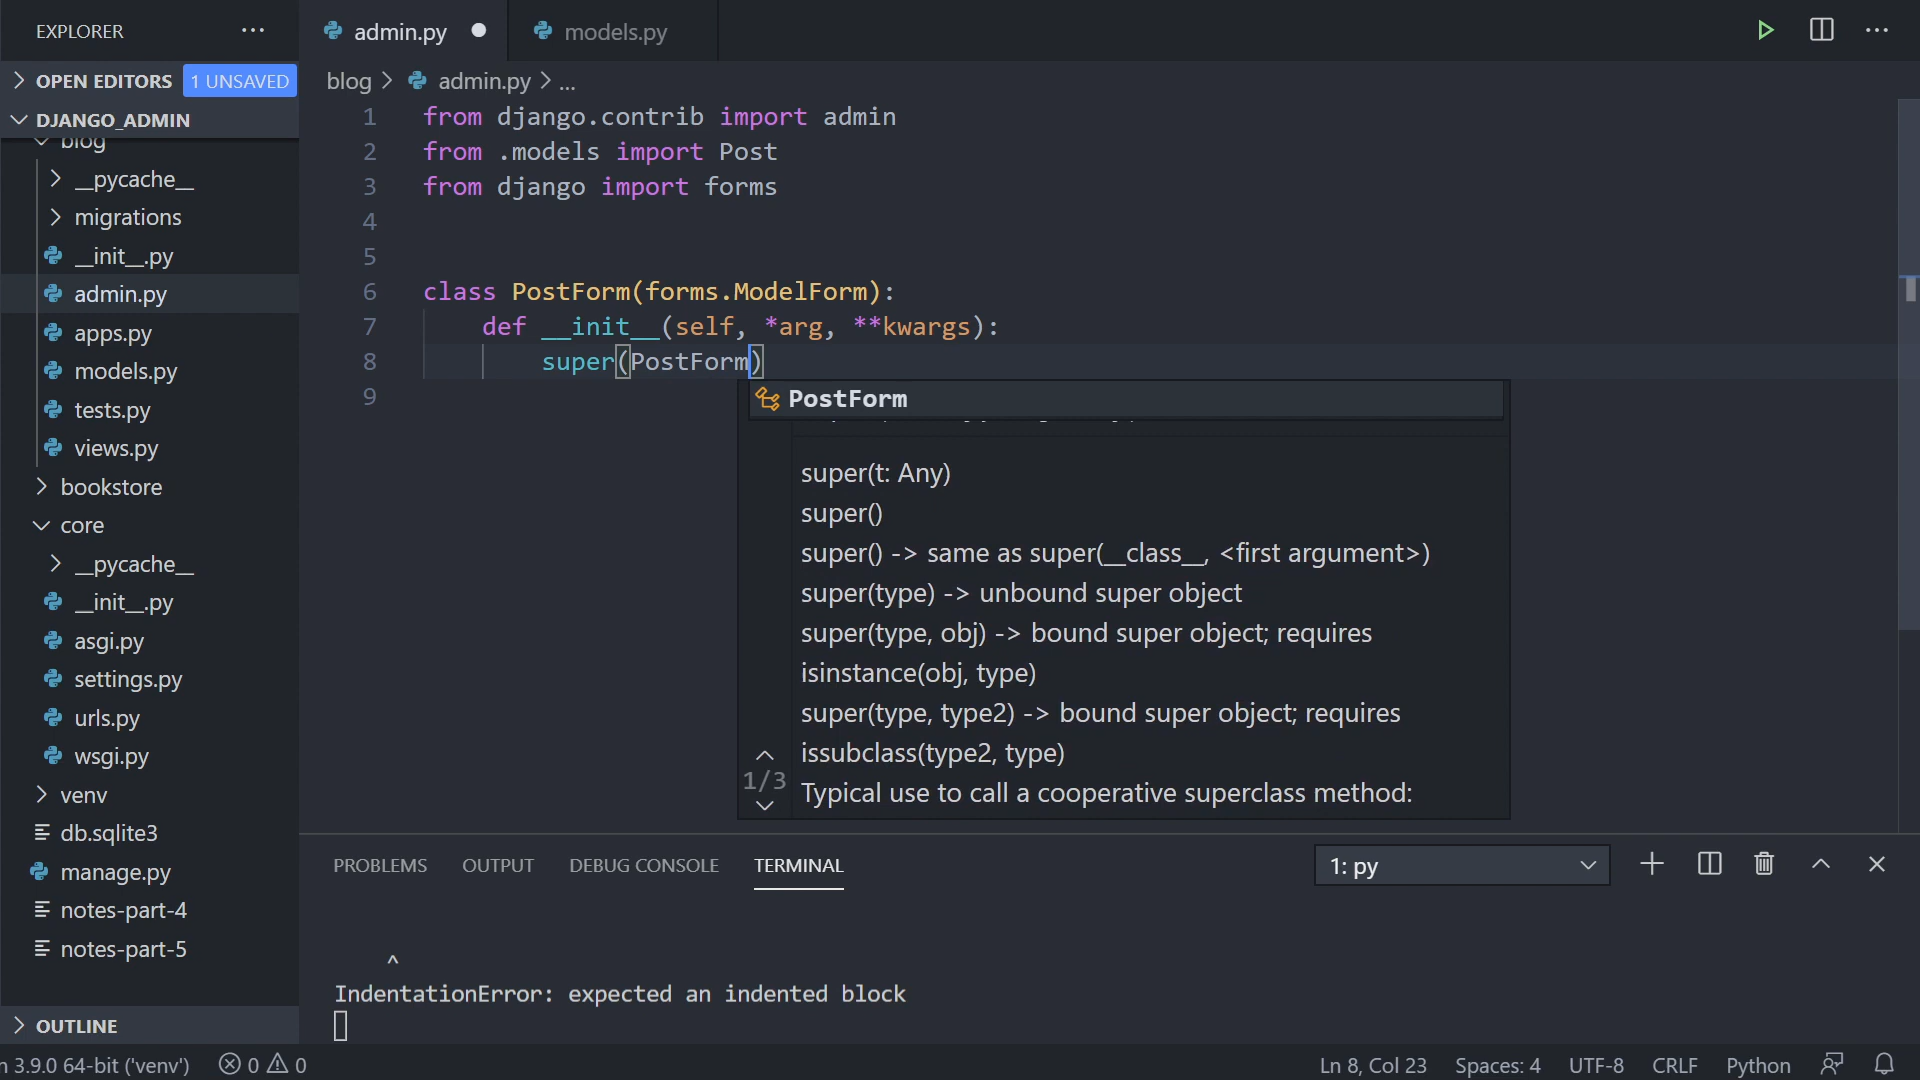 EXPLORER
OPEN EDITORS 1 UNSAVED
DJANGO_ADMIN
blog
__pycache__
migrations
__init__.py
admin.py
apps.py
models.py
tests.py
views.py
bookstore
core
__pycache__
__init__.py
asgi.py
settings.py
urls.py
wsgi.py
venv
db.sqlite3
manage.py
notes-part-4
notes-part-5
OUTLINE
admin.py
models.py
blog > admin.py > ...
1 from django.contrib import admin
2 from .models import Post
3 from django import forms
4
5
6 class PostForm(forms.ModelForm):
7 def __init__(self, *arg, **kwargs):
8 super(PostForm)
9
PostForm
super(t: Any)
super()
super() -> same as super(__class__, <first argument>)
super(type) -> unbound super object
super(type, obj) -> bound super object; requires
isinstance(obj, type)
super(type, type2) -> bound super object; requires
issubclass(type2, type)
1/3
Typical use to call a cooperative superclass method:
PROBLEMS OUTPUT DEBUG CONSOLE TERMINAL
1: py
^
IndentationError: expected an indented block
n 3.9.0 64-bit ('venv') 0 0
Ln 8, Col 23 Spaces: 4 UTF-8 CRLF Python